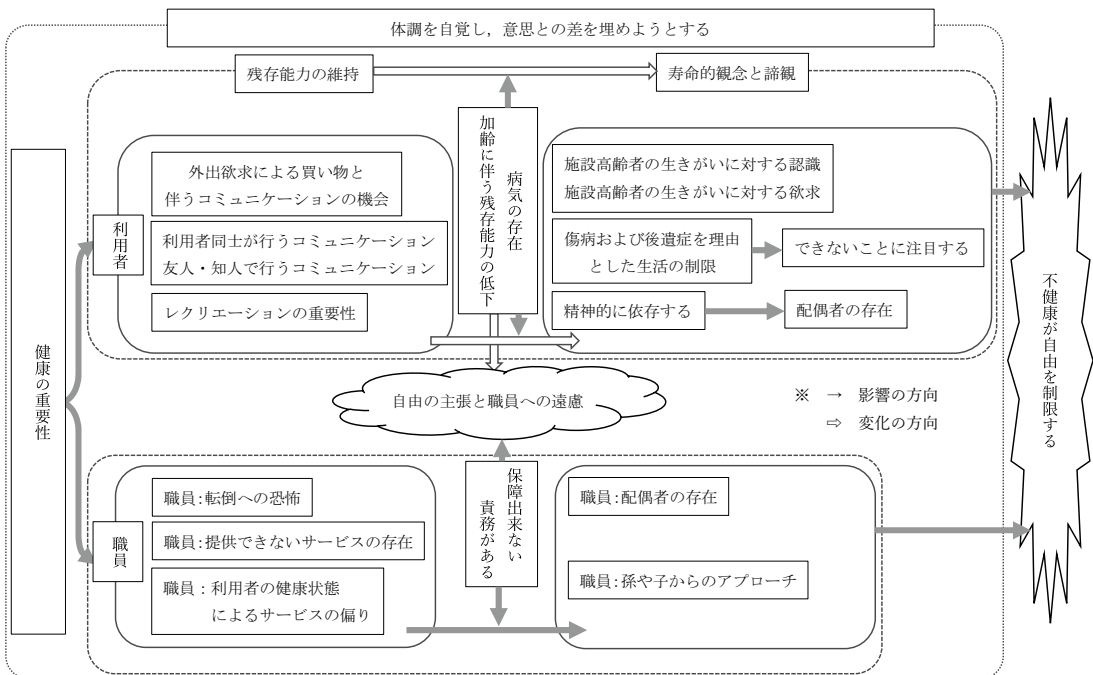 体調を自覚し，意思との差を埋めようとする
残存能力の維持
寿命的観念と諦観
健康の重要性
利用者
外出欲求による買い物と
伴うコミュニケーションの機会
利用者同士が行うコミュニケーション
友人・知人で行うコミュニケーション
レクリエーションの重要性
病気の存在
加齢に伴う残存能力の低下
施設高齢者の生きがいに対する認識
施設高齢者の生きがいに対する欲求
傷病および後遺症を理由
とした生活の制限
できないことに注目する
精神的に依存する
配偶者の存在
不健康が自由を制限する
自由の主張と職員への遠慮
※　→　影響の方向
⇨　変化の方向
職員
職員：転倒への恐怖
職員：提供できないサービスの存在
職員：利用者の健康状態
によるサービスの偏り
保障出来ない
責務がある
職員：配偶者の存在
職員：孫や子からのアプローチ